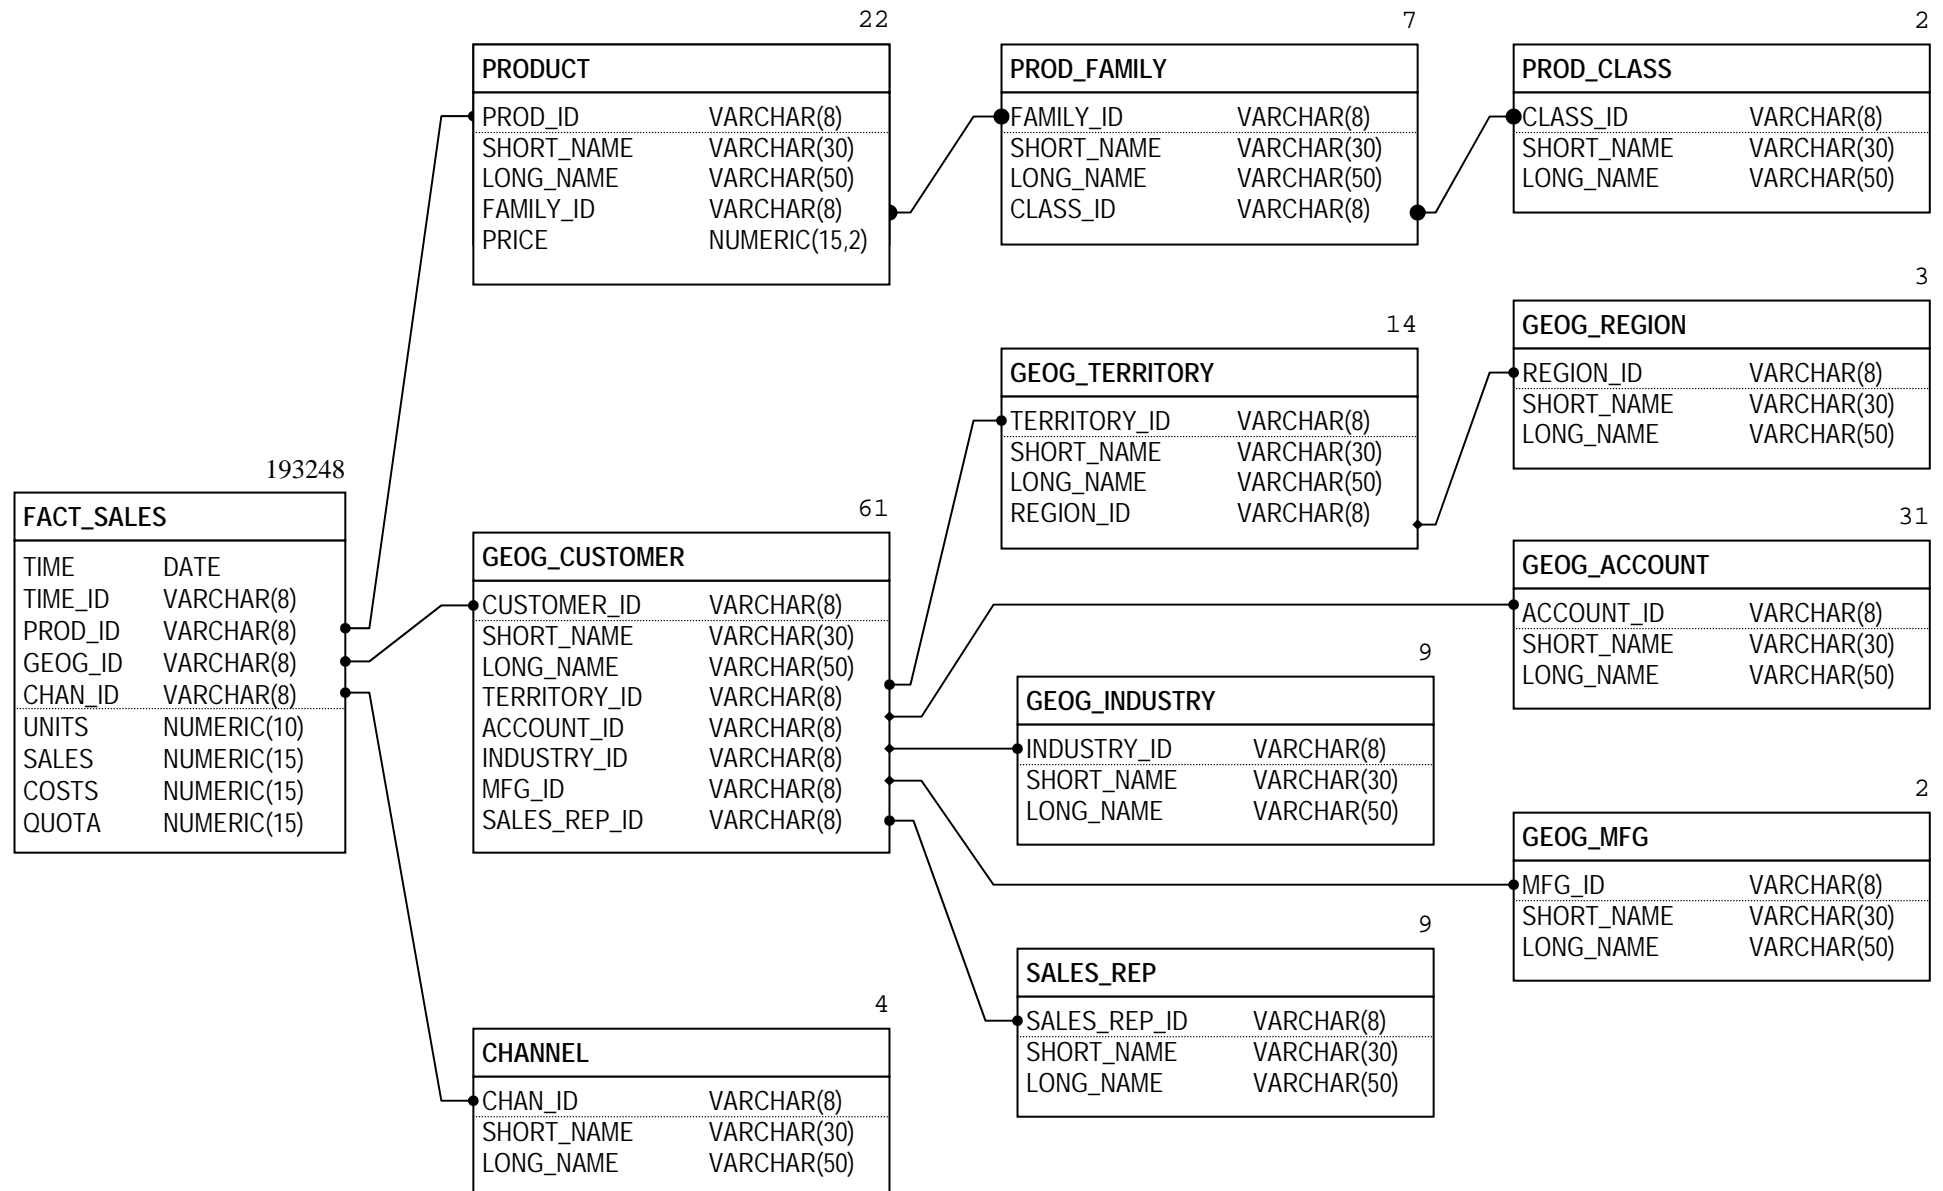 22
PRODUCT
PROD_ID VARCHAR(8)
SHORT_NAME VARCHAR(30)
LONG_NAME VARCHAR(50)
FAMILY_ID VARCHAR(8)
PRICE NUMERIC(15,2)
7
PROD_FAMILY
FAMILY_ID VARCHAR(8)
SHORT_NAME VARCHAR(30)
LONG_NAME VARCHAR(50)
CLASS_ID VARCHAR(8)
2
PROD_CLASS
CLASS_ID VARCHAR(8)
SHORT_NAME VARCHAR(30)
LONG_NAME VARCHAR(50)
3
GEOG_REGION
REGION_ID VARCHAR(8)
SHORT_NAME VARCHAR(30)
LONG_NAME VARCHAR(50)
14
GEOG_TERRITORY
TERRITORY_ID VARCHAR(8)
SHORT_NAME VARCHAR(30)
LONG_NAME VARCHAR(50)
REGION_ID VARCHAR(8)
193248
FACT_SALES
TIME DATE
TIME_ID VARCHAR(8)
PROD_ID VARCHAR(8)
GEOG_ID VARCHAR(8)
CHAN_ID VARCHAR(8)
UNITS NUMERIC(10)
SALES NUMERIC(15)
COSTS NUMERIC(15)
QUOTA NUMERIC(15)
61
GEOG_CUSTOMER
CUSTOMER_ID VARCHAR(8)
SHORT_NAME VARCHAR(30)
LONG_NAME VARCHAR(50)
TERRITORY_ID VARCHAR(8)
ACCOUNT_ID VARCHAR(8)
INDUSTRY_ID VARCHAR(8)
MFG_ID VARCHAR(8)
SALES_REP_ID VARCHAR(8)
31
GEOG_ACCOUNT
ACCOUNT_ID VARCHAR(8)
SHORT_NAME VARCHAR(30)
LONG_NAME VARCHAR(50)
9
GEOG_INDUSTRY
INDUSTRY_ID VARCHAR(8)
SHORT_NAME VARCHAR(30)
LONG_NAME VARCHAR(50)
2
GEOG_MFG
MFG_ID VARCHAR(8)
SHORT_NAME VARCHAR(30)
LONG_NAME VARCHAR(50)
9
SALES_REP
SALES_REP_ID VARCHAR(8)
SHORT_NAME VARCHAR(30)
LONG_NAME VARCHAR(50)
4
CHANNEL
CHAN_ID VARCHAR(8)
SHORT_NAME VARCHAR(30)
LONG_NAME VARCHAR(50)